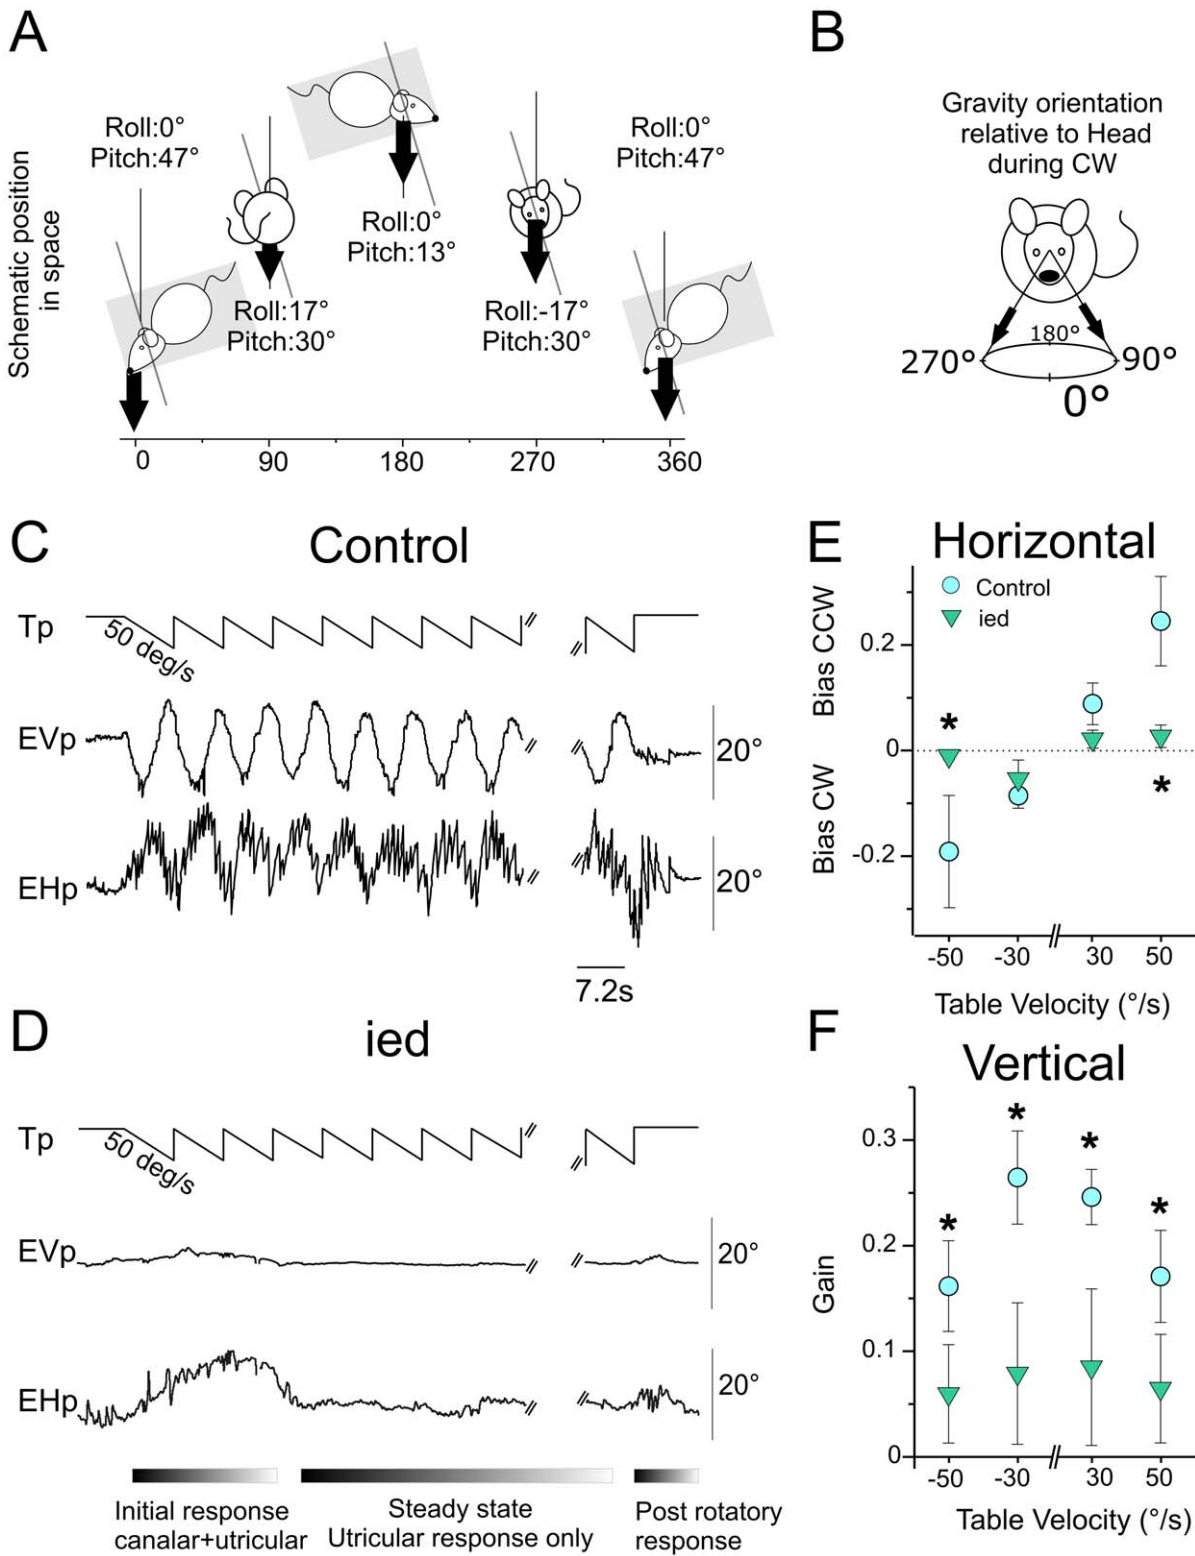 A
Schematic position
in space
Roll:0°
Pitch:47°
Roll:17°
Pitch:30°
Roll:0°
Pitch:13°
Roll:-17°
Pitch:30°
Roll:0°
Pitch:47°
0 90 180 270 360
B
Gravity orientation
relative to Head
during CW
180°
270° 90°
0°
C
Control
Tp
50 deg/s
EVp
20°
EHp
20°
7.2s
D
ied
Tp
50 deg/s
EVp
20°
EHp
20°
Initial response
canalar+utricular
Steady state
Utricular response only
Post rotatory
response
E
Horizontal
Control
ied
Bias CCW
Bias CW
0.2
0
-0.2
*
*
-50 -30 30 50
Table Velocity (°/s)
F
Vertical
Gain
0.3
0.2
0.1
0
* * * *
-50 -30 30 50
Table Velocity (°/s)